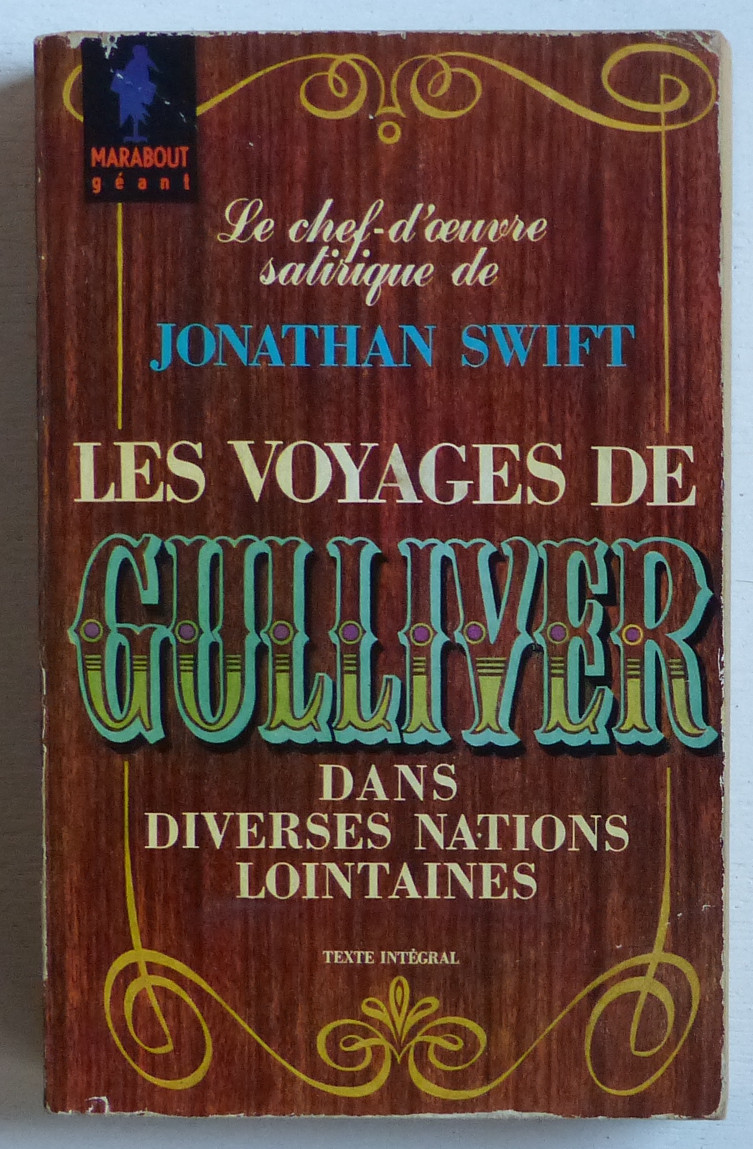 MARABOUT
géant
Le chef-d'œuvre
satirique de
JONATHAN SWIFT
LES VOYAGES DE
GULLIVER
DANS
DIVERSES NATIONS
LOINTAINES
TEXTE INTÉGRAL